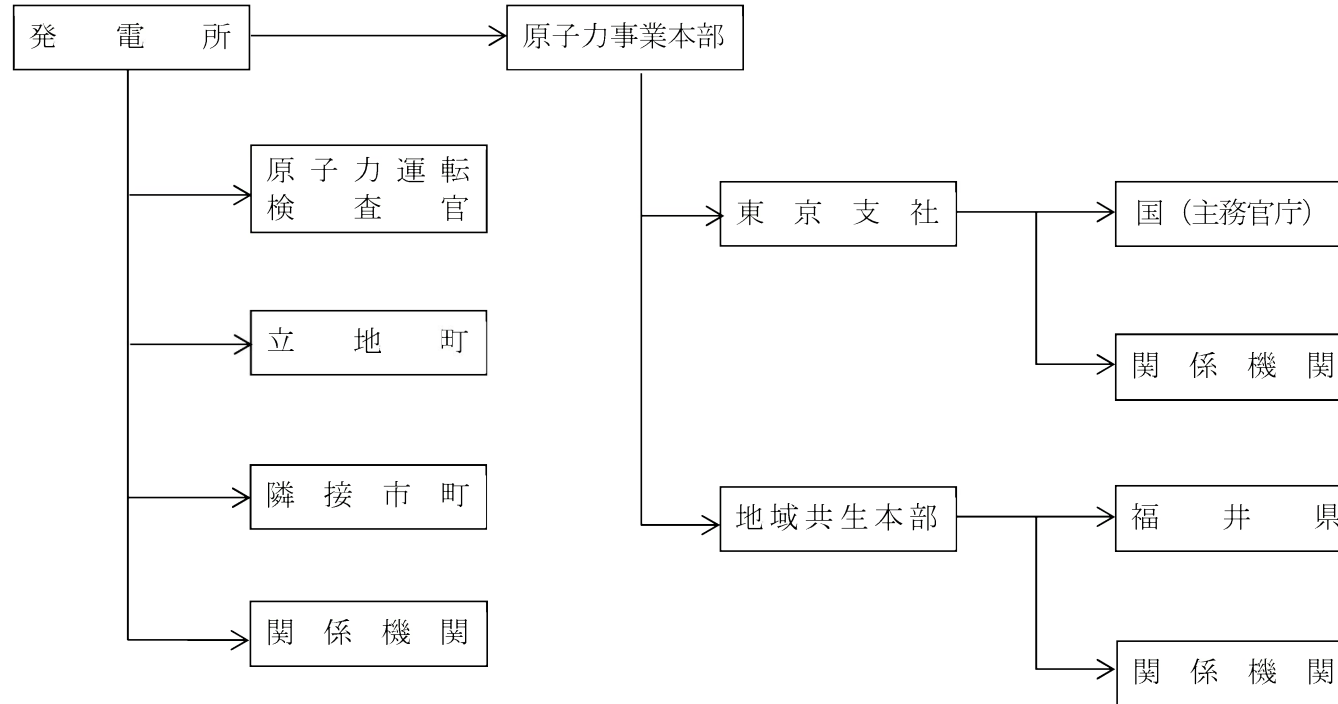 発電所
原子力事業本部
原子力運転
検査官
立地町
隣接市町
関係機関
東京支社
国（主務官庁）
関係機関
地域共生本部
福井県
関係機関